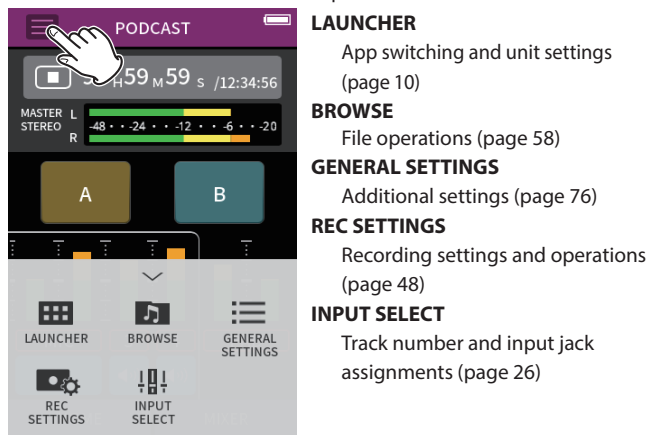 PODCAST
H 59 M 59 S /12:34:56
MASTER L
STEREO
-48 · · -24 · · · -12 · · -6 · · -20
R
A
B
LAUNCHER
BROWSE
GENERAL
SETTINGS
REC
SETTINGS
INPUT
SELECT
LAUNCHER
App switching and unit settings
(page 10)
BROWSE
File operations (page 58)
GENERAL SETTINGS
Additional settings (page 76)
REC SETTINGS
Recording settings and operations
(page 48)
INPUT SELECT
Track number and input jack
assignments (page 26)